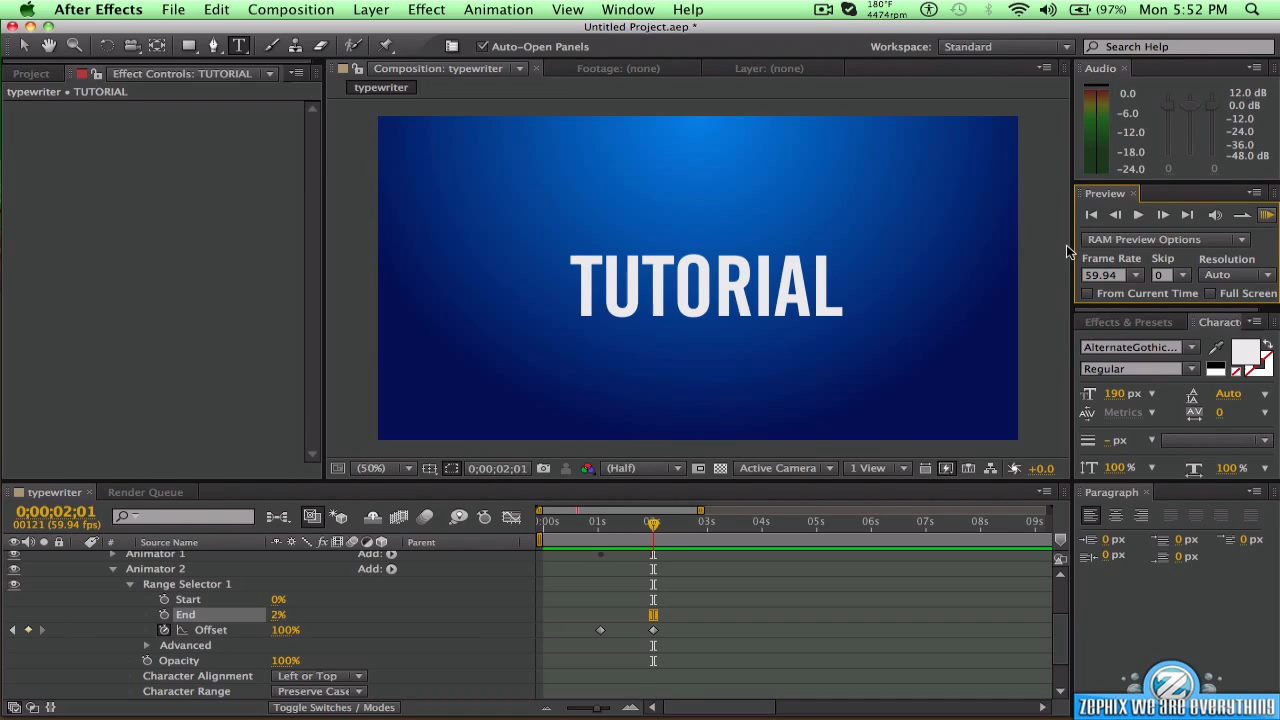 After Effects File Edit Composition Layer Effect Animation View Window Help 180°F 4474rpm (97%) Mon 5:52 PM
Untitled Project.aep *
Auto-Open Panels Workspace: Standard Search Help
Project Effect Controls: TUTORIAL Composition: typewriter Footage: (none) Layer: (none) Audio
typewriter • TUTORIAL typewriter
0.0 12.0 dB
0.0 dB
-6.0 -12.0
-12.0 -24.0
-18.0 -36.0
-24.0 0 0 -48.0 dB
Preview
RAM Preview Options
Frame Rate Skip Resolution
59.94 0 Auto
From Current Time Full Screen
TUTORIAL
Effects & Presets Charact
AlternateGothic...
Regular
190 px Auto
Metrics 0
- px
100 % 100 %
(50%) 0;00;02;01 (Half) Active Camera 1 View +0.0
typewriter Render Queue Paragraph
0;00;02;01
00121 (59.94 fps)
:00s 01s 03s 04s 05s 06s 07s 08s 09s
Source Name Parent
0 px 0 px 0 px
0 px 0 px
Animator 1 Add:
Animator 2 Add:
Range Selector 1
Start 0%
End 2%
Offset 100%
Advanced
Opacity 100%
Character Alignment Left or Top
Character Range Preserve Case
Toggle Switches / Modes
Z
ZEPHIX WE ARE EVERYTHING